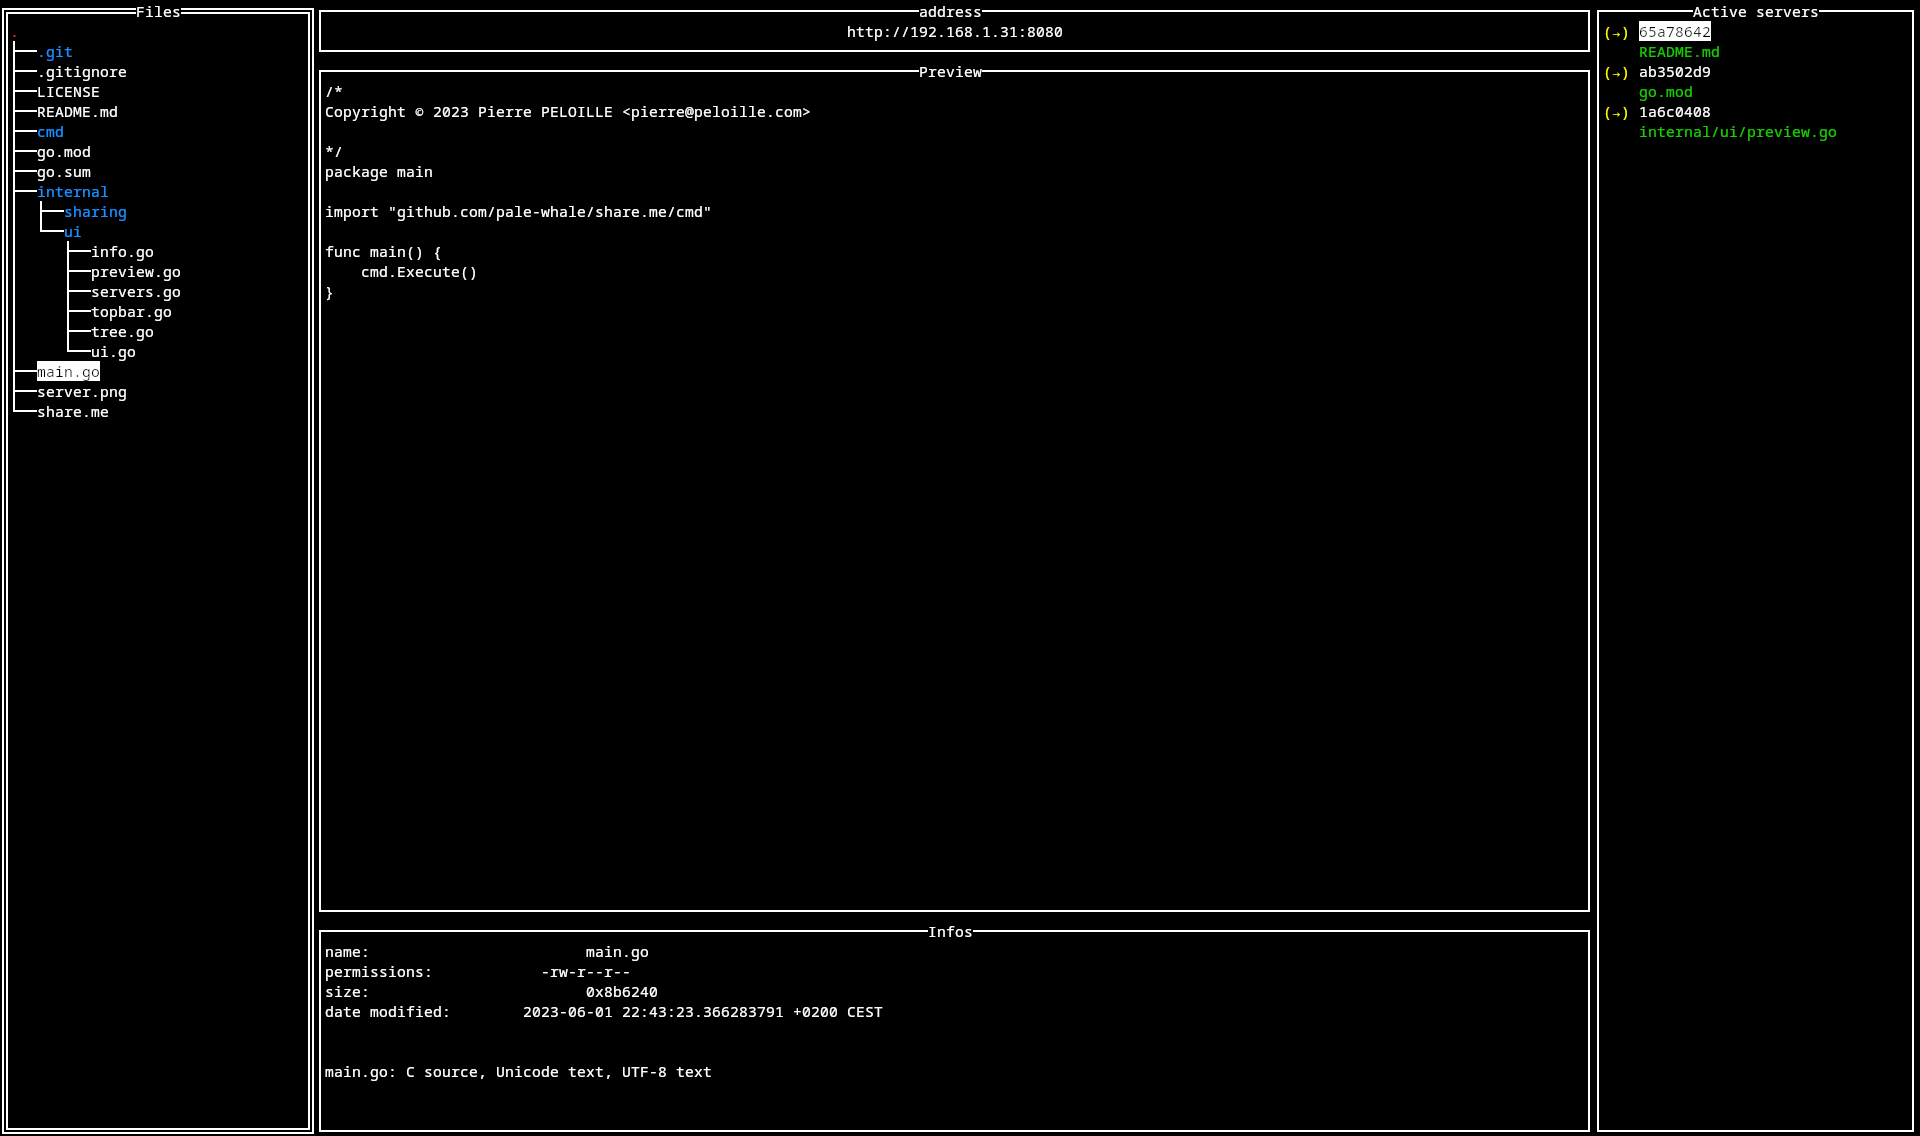 Files
.
.git
.gitignore
LICENSE
README.md
cmd
go.mod
go.sum
internal
sharing
ui
info.go
preview.go
servers.go
topbar.go
tree.go
ui.go
main.go
server.png
share.me
address
http://192.168.1.31:8080
Preview
/*
Copyright © 2023 Pierre PELOILLE <pierre@peloille.com>
*/
package main
import "github.com/pale-whale/share.me/cmd"
func main() {
    cmd.Execute()
}
Infos
name: main.go
permissions: -rw-r--r--
size: 0x8b6240
date modified: 2023-06-01 22:43:23.366283791 +0200 CEST
main.go: C source, Unicode text, UTF-8 text
Active servers
(→) 65a78642
README.md
(→) ab3502d9
go.mod
(→) 1a6c0408
internal/ui/preview.go